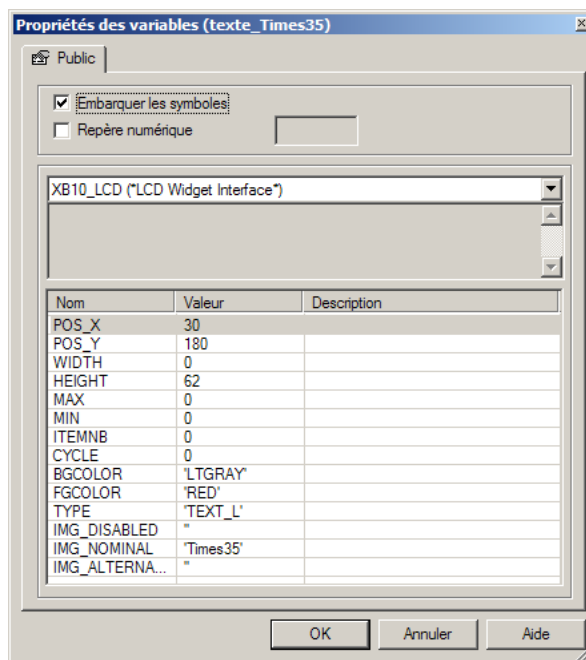 Propriétés des variables (texte_Times35)
Public
Embarquer les symboles
Repère numérique
XB10_LCD (*LCD Widget Interface*)
Nom Valeur Description
POS_X 30
POS_Y 180
WIDTH 0
HEIGHT 62
MAX 0
MIN 0
ITEMNB 0
CYCLE 0
BGCOLOR 'LTGRAY'
FGCOLOR 'RED'
TYPE 'TEXT_L'
IMG_DISABLED ''
IMG_NOMINAL 'Times35'
IMG_ALTERNA... ''
OK Annuler Aide